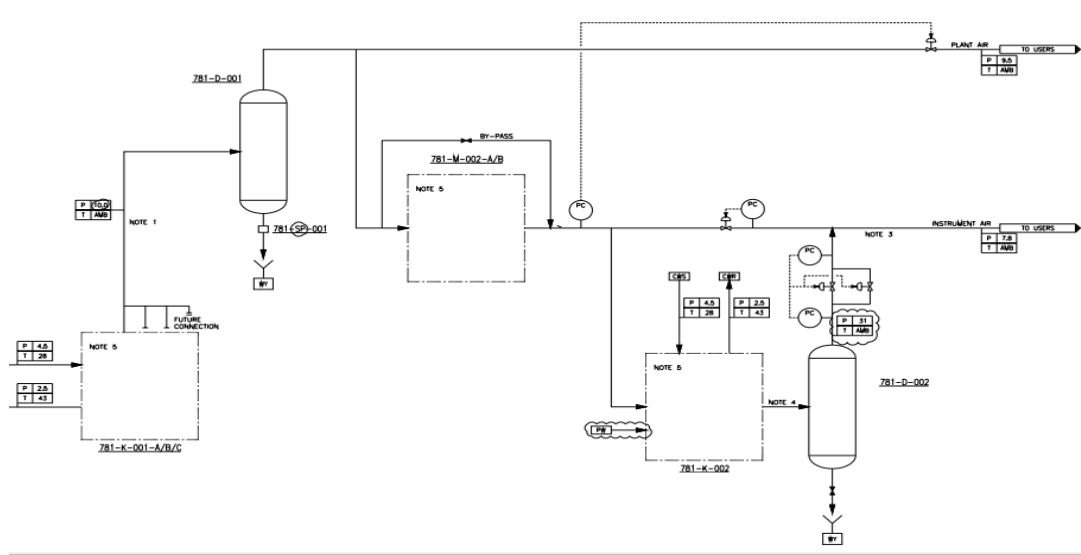 PLANT AIR
TO USERS
P 9.5
T AMB
781-D-001
BY-PASS
781-M-002-A/B
NOTE 5
P 10.0
T AMB
NOTE 1
781-SP-001
WY
PC
PC
INSTRUMENT AIR
TO USERS
NOTE 3
P 7.8
T AMB
PC
CWS
CWR
P 4.5
T 28
P 2.5
T 43
PC
P 31
T AMB
FUTURE
CONNECTION
NOTE 5
P 4.5
T 28
P 2.5
T 43
781-K-001-A/B/C
NOTE 5
NOTE 4
781-D-002
PW
781-K-002
WY